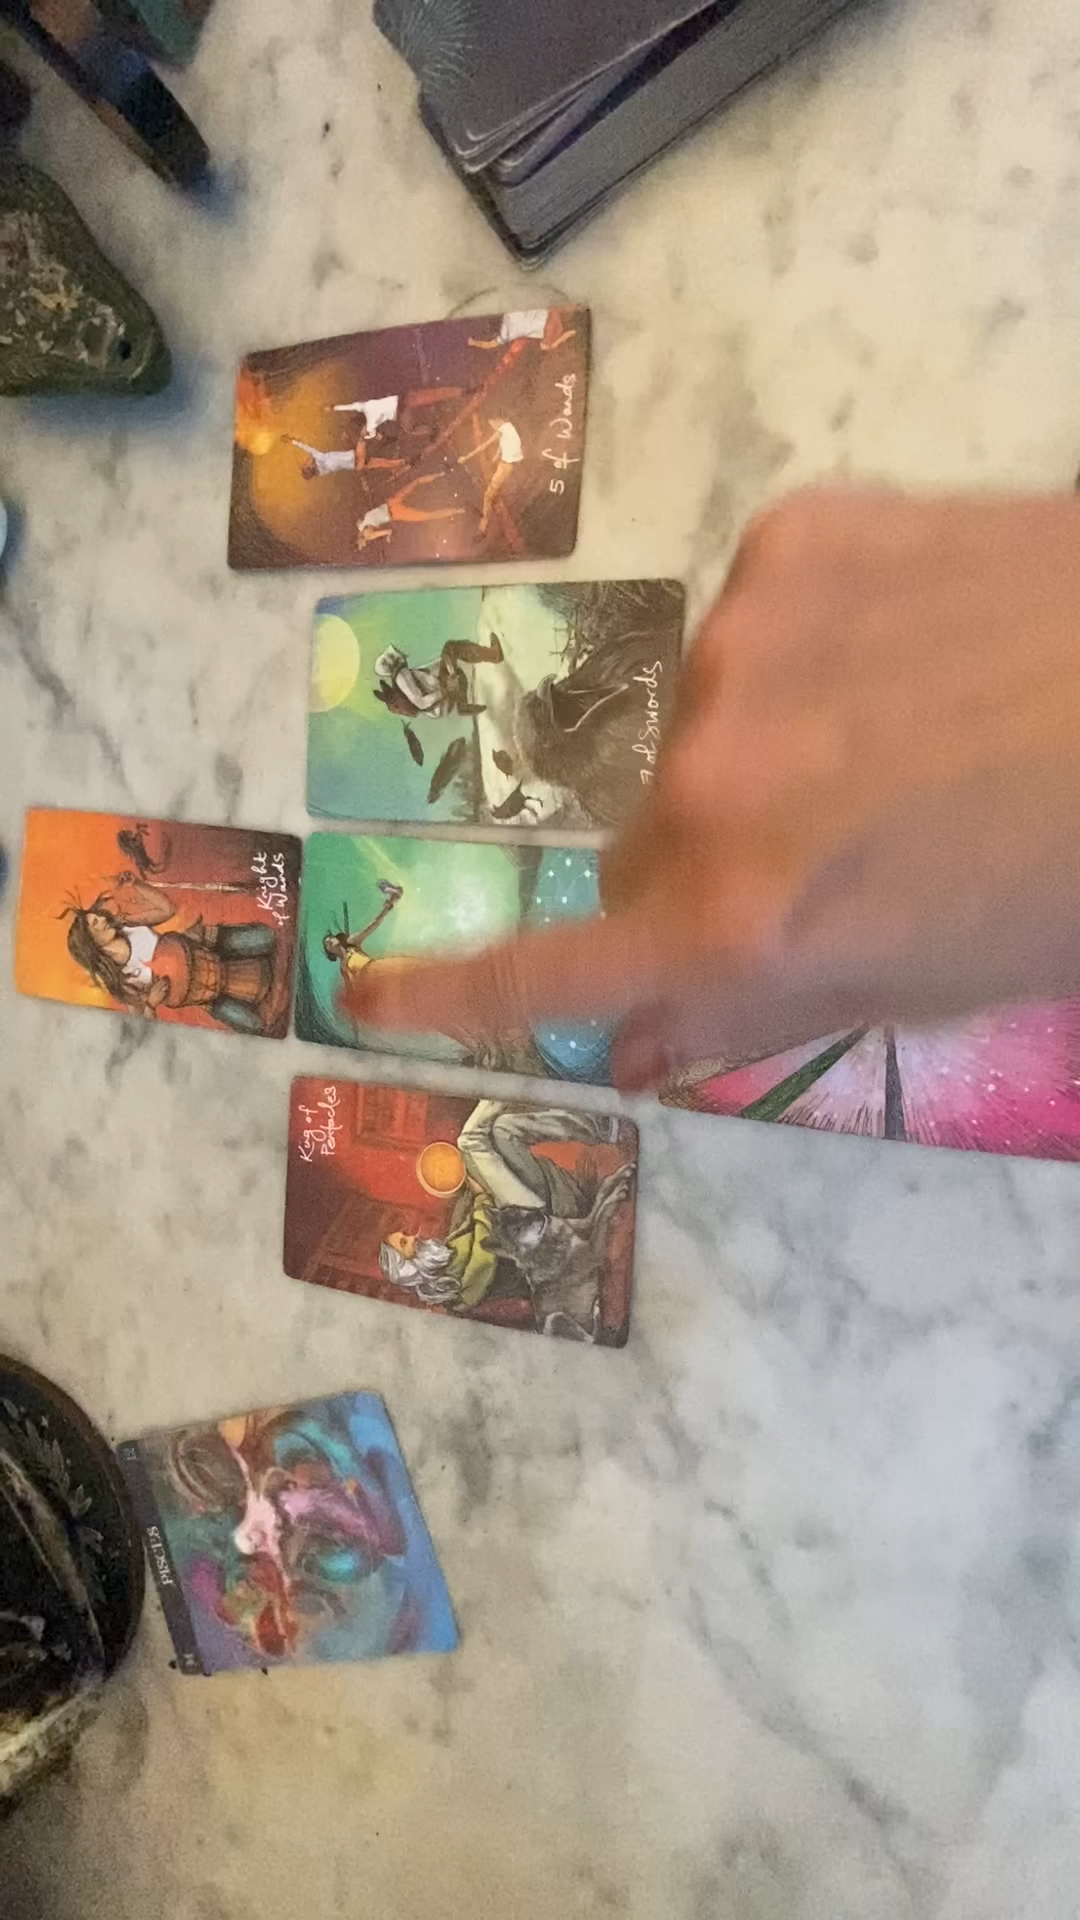 5 of Wands
7 of Swords
Knight
of Wands
King of
Pentacles
PISCES
12